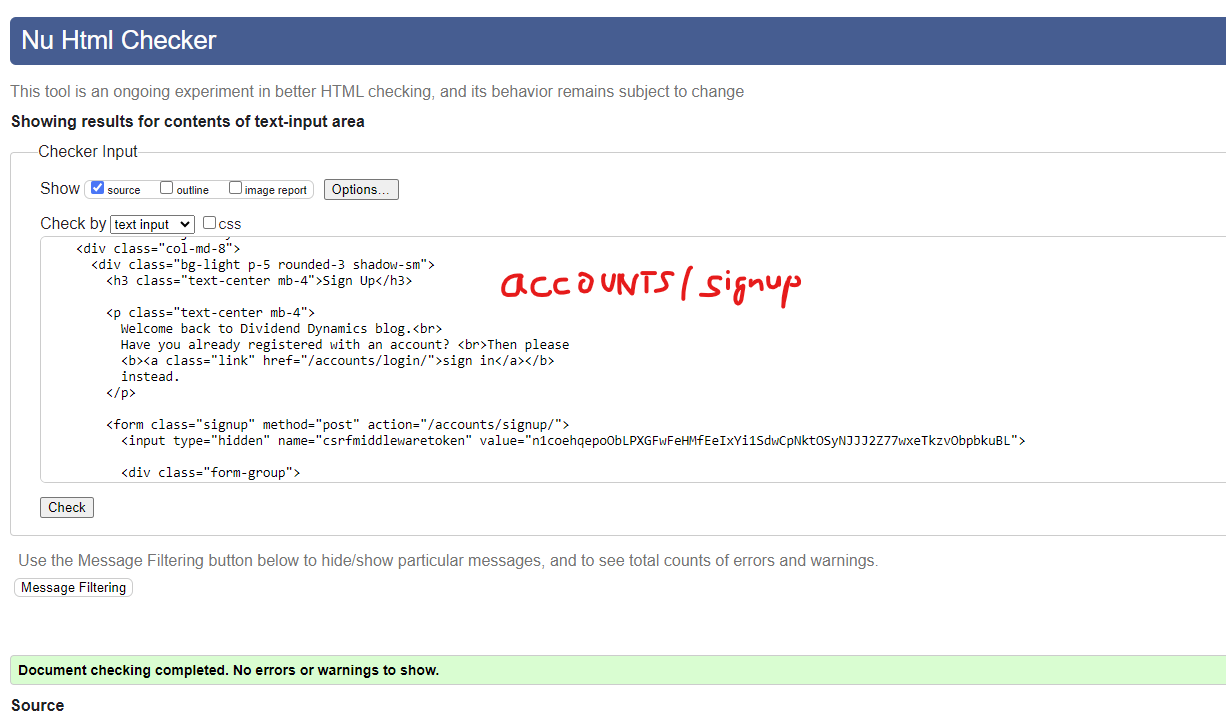 Nu Html Checker
This tool is an ongoing experiment in better HTML checking, and its behavior remains subject to change
Showing results for contents of text-input area
Checker Input
Show source outline image report Options...
Check by text input css
<div class="col-md-8">
<div class="bg-light p-5 rounded-3 shadow-sm">
<h3 class="text-center mb-4">Sign Up</h3>
ACCOUNTS/signup
<p class="text-center mb-4">
Welcome back to Dividend Dynamics blog.<br>
Have you already registered with an account? <br>Then please
<b><a class="link" href="/accounts/login/">sign in</a></b>
instead.
</p>
<form class="signup" method="post" action="/accounts/signup/">
<input type="hidden" name="csrfmiddlewaretoken" value="n1coehqepoObLPXGFwFeHMfEeIxYi1SdwCpNktOSyNJJJ2Z77wxeTkzvObpbkuBL">
<div class="form-group">
Check
Use the Message Filtering button below to hide/show particular messages, and to see total counts of errors and warnings.
Message Filtering
Document checking completed. No errors or warnings to show.
Source